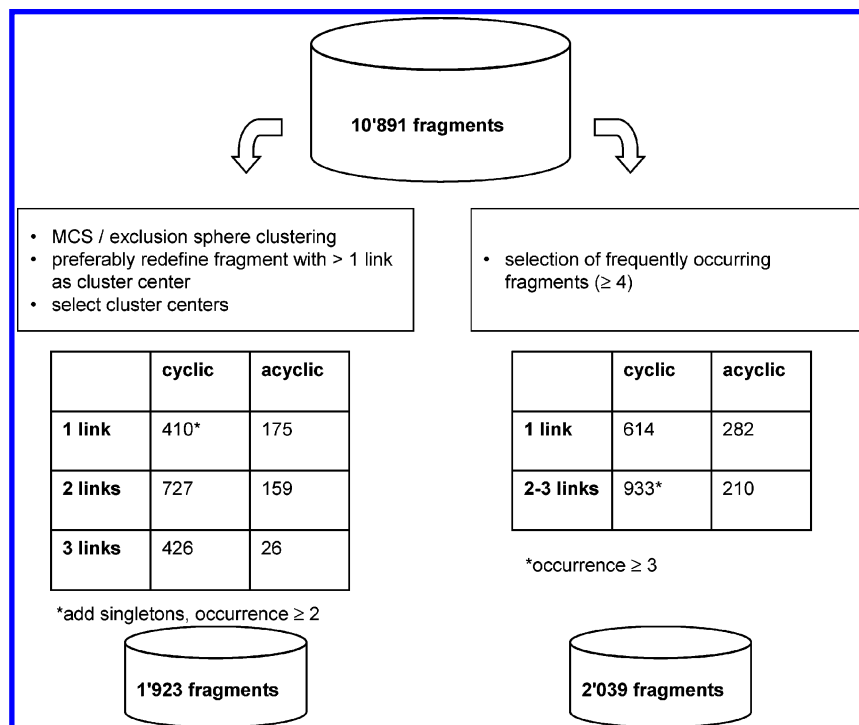 10'891 fragments
• MCS / exclusion sphere clustering
• preferably redefine fragment with > 1 link
as cluster center
• select cluster centers
• selection of frequently occurring
fragments (≥ 4)
cyclic acyclic
1 link 410* 175
2 links 727 159
3 links 426 26
*add singletons, occurrence ≥ 2
cyclic acyclic
1 link 614 282
2-3 links 933* 210
*occurrence ≥ 3
1'923 fragments
2'039 fragments